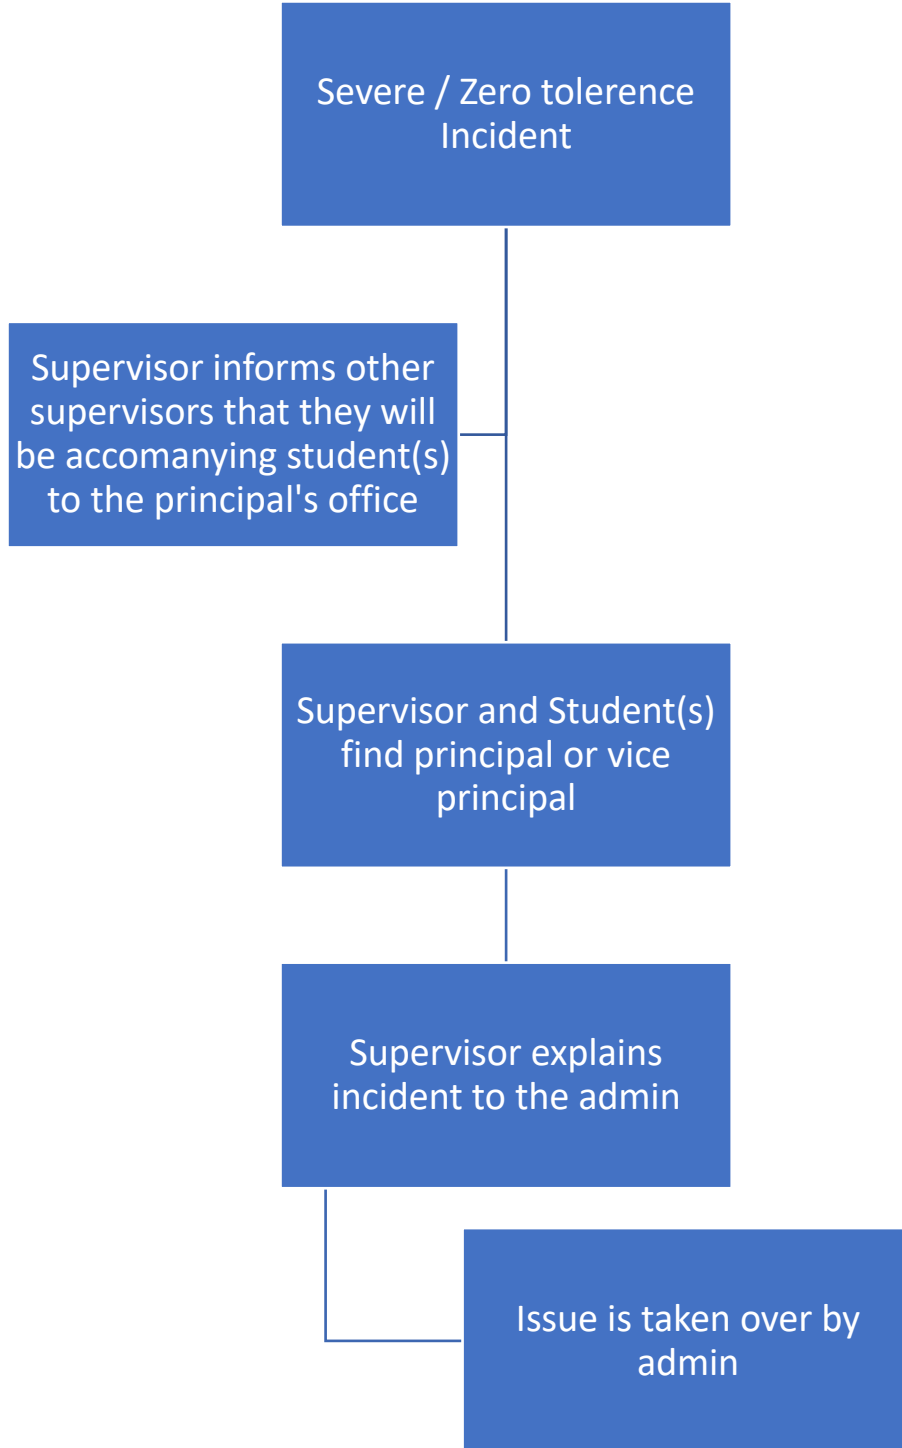 Severe / Zero tolerence
Incident
Supervisor informs other
supervisors that they will
be accomanying student(s)
to the principal's office
Supervisor and Student(s)
find principal or vice
principal
Supervisor explains
incident to the admin
Issue is taken over by
admin